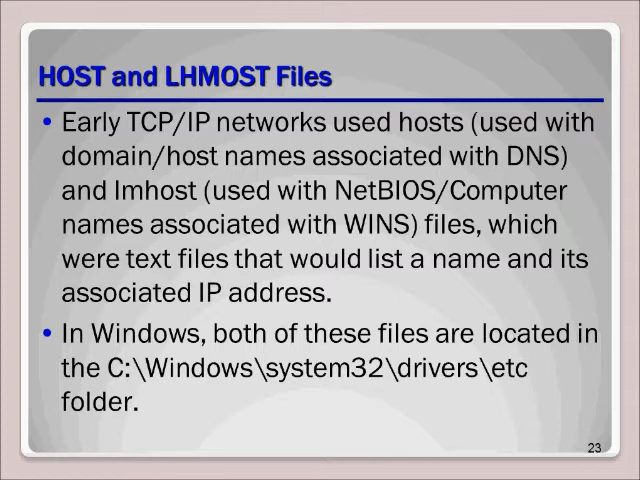 HOST and LHMOST Files
• Early TCP/IP networks used hosts (used with
domain/host names associated with DNS)
and lmhost (used with NetBIOS/Computer
names associated with WINS) files, which
were text files that would list a name and its
associated IP address.
• In Windows, both of these files are located in
the C:\Windows\system32\drivers\etc
folder.
23